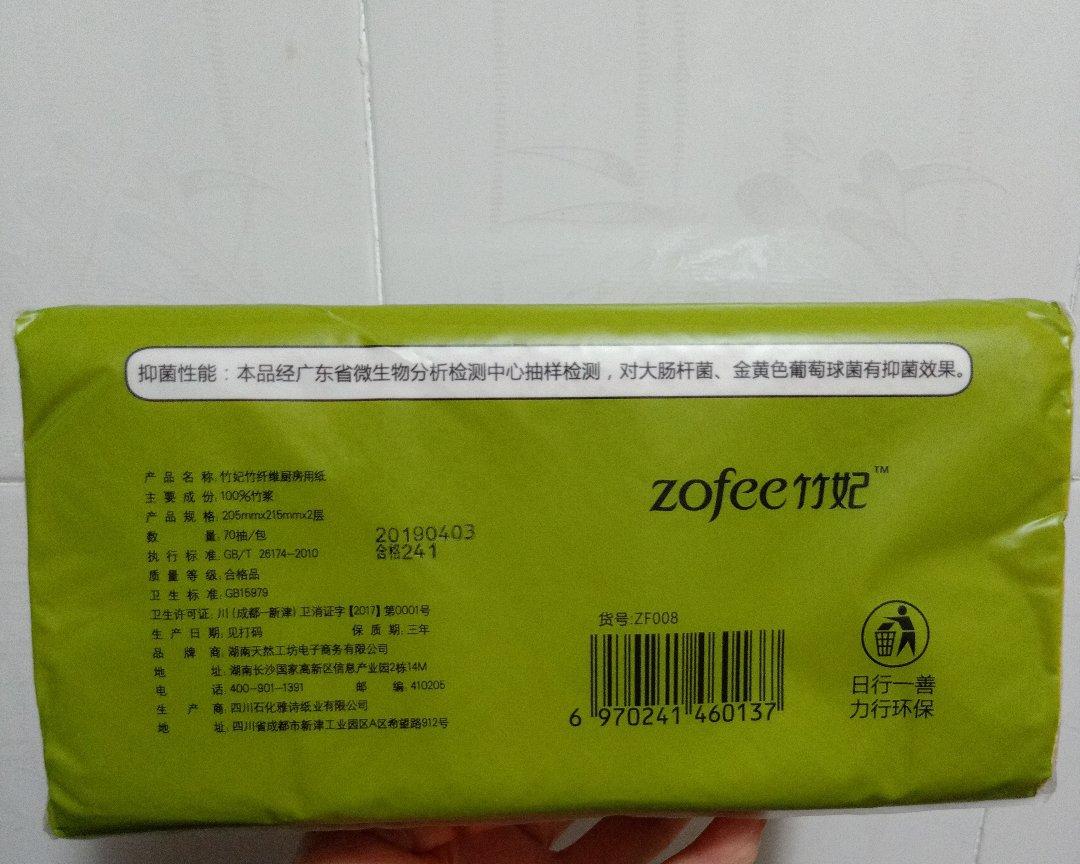 抑菌性能：本品经广东省微生物分析检测中心抽样检测，对大肠杆菌、金黄色葡萄球菌有抑菌效果。
产品名称:竹妃竹纤维厨房用纸
主要成份:100%竹浆
产品规格:205mmx215mmx2层
数量:70抽/包
执行标准:GB/T 26174-2010
质量等级:合格品
卫生标准:GB15979
卫生许可证:川(成都-新津)卫消证字【2017】第0001号
生产日期:见打码 保质期:三年
品牌商:湖南天然工坊电子商务有限公司
地址:湖南长沙国家高新区信息产业园2栋14M
电话:400-901-1391 邮编:410205
生产商:四川石化雅诗纸业有限公司
地址:四川省成都市新津工业园区A区希望路912号
20190403
合格241
zofee竹妃™
货号:ZF008
6 970241 460137
日行一善
力行环保